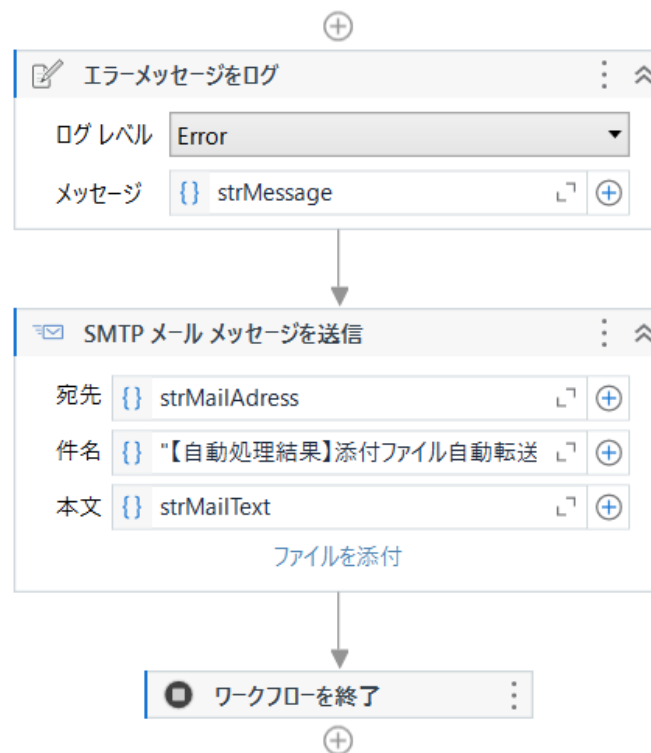 エラーメッセージをログ
ログ レベル Error
メッセージ {} strMessage
SMTP メール メッセージを送信
宛先 {} strMailAdress
件名 {} "【自動処理結果】添付ファイル自動転送
本文 {} strMailText
ファイルを添付
ワークフローを終了